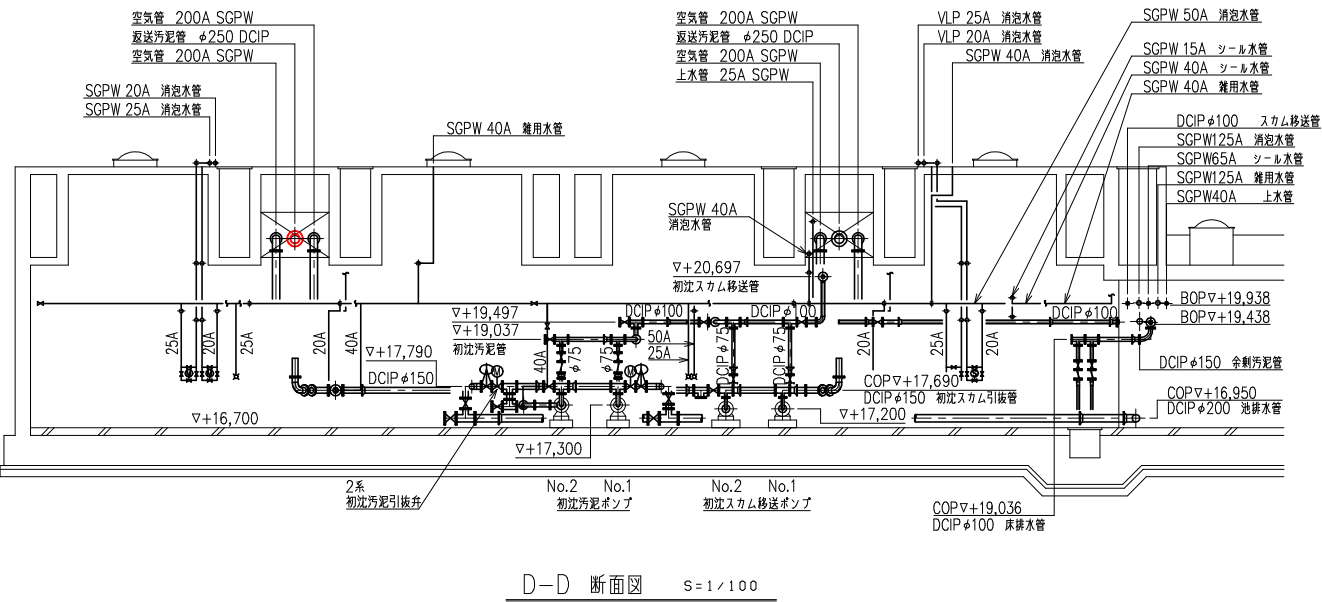 空気管 200A SGPW
返送汚泥管 φ250 DCIP
空気管 200A SGPW
SGPW 20A 消泡水管
SGPW 25A 消泡水管
SGPW 40A 雑用水管
空気管 200A SGPW
返送汚泥管 φ250 DCIP
空気管 200A SGPW
上水管 25A SGPW
VLP 25A 消泡水管
VLP 20A 消泡水管
SGPW 40A 消泡水管
SGPW 50A 消泡水管
SGPW 15A シール水管
SGPW 40A シール水管
SGPW 40A 雑用水管
DCIPφ100 スカム移送管
SGPW125A 消泡水管
SGPW65A シール水管
SGPW125A 雑用水管
SGPW40A 上水管
SGPW 40A
消泡水管
▽+20,697
初沈スカム移送管
▽+19,497
▽+19,037
初沈汚泥管
DCIPφ100
DCIPφ100
DCIPφ100
BOP▽+19,938
BOP▽+19,438
25A
20A
25A
20A
40A
▽+17,790
DCIPφ150
40A
φ75
φ75
50A
25A
DCIPφ75
DCIPφ75
20A
25A
20A
DCIPφ150 余剰汚泥管
COP▽+17,690
DCIPφ150 初沈スカム引抜管
COP▽+16,950
DCIPφ200 池排水管
▽+17,200
▽+16,700
▽+17,300
M
M
2系
初沈汚泥引抜弁
No.2 No.1
初沈汚泥ポンプ
No.2 No.1
初沈スカム移送ポンプ
COP▽+19,036
DCIPφ100 床排水管
D-D 断面図 S=1/100